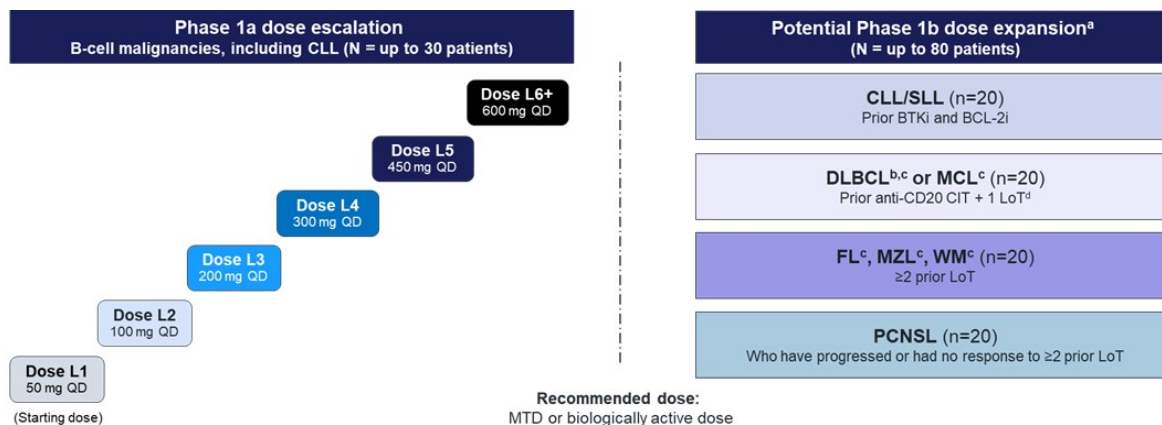 Phase 1a dose escalation
B-cell malignancies, including CLL (N = up to 30 patients)
Dose L6+
600 mg QD
Dose L5
450 mg QD
Dose L4
300 mg QD
Dose L3
200 mg QD
Dose L2
100 mg QD
Dose L1
50 mg QD
(Starting dose)
Recommended dose:
MTD or biologically active dose
Potential Phase 1b dose expansionᵃ
(N = up to 80 patients)
CLL/SLL (n=20)
Prior BTKi and BCL-2i
DLBCLᵇ,ᶜ or MCLᶜ (n=20)
Prior anti-CD20 CIT + 1 LoTᵈ
FLᶜ, MZLᶜ, WMᶜ (n=20)
≥2 prior LoT
PCNSL (n=20)
Who have progressed or had no response to ≥2 prior LoT